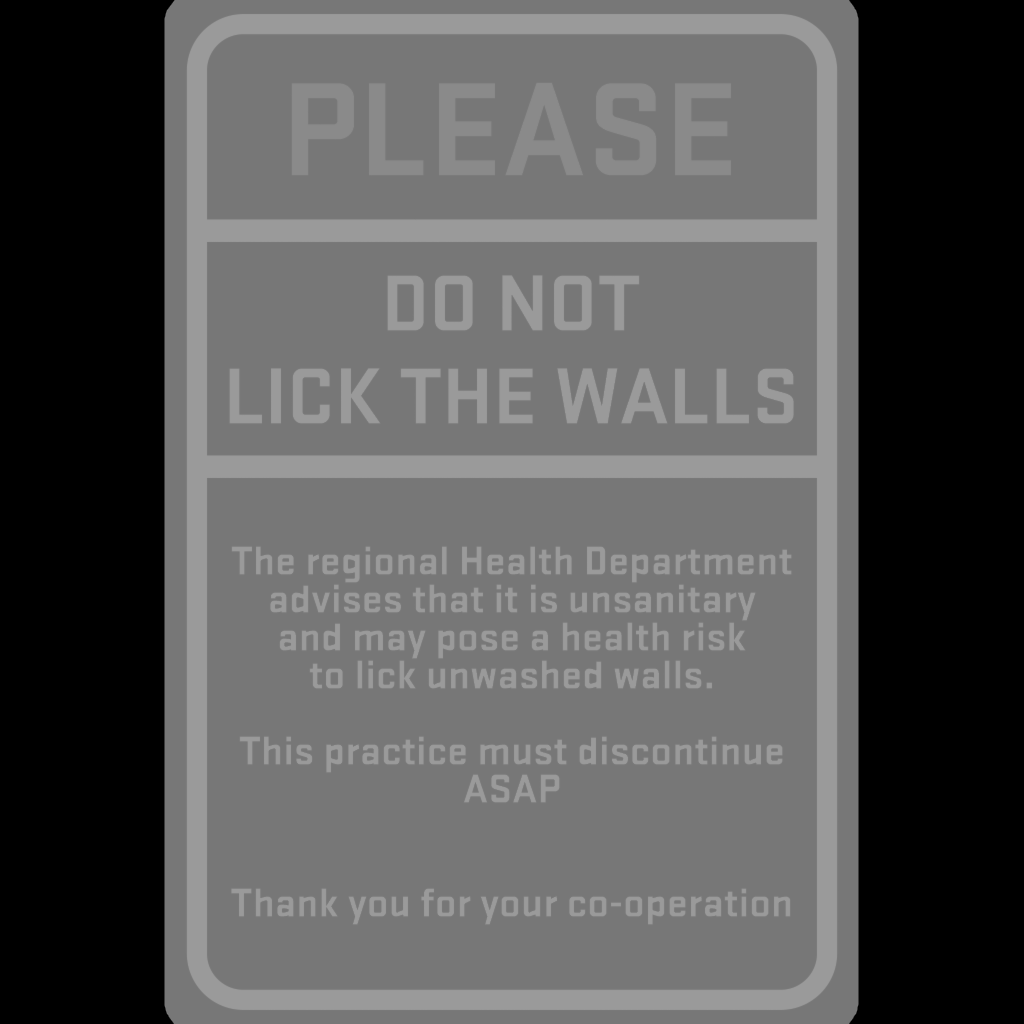 PLEASE
DO NOT
LICK THE WALLS
The regional Health Department
advises that it is unsanitary
and may pose a health risk
to lick unwashed walls.
This practice must discontinue
ASAP
Thank you for your co-operation